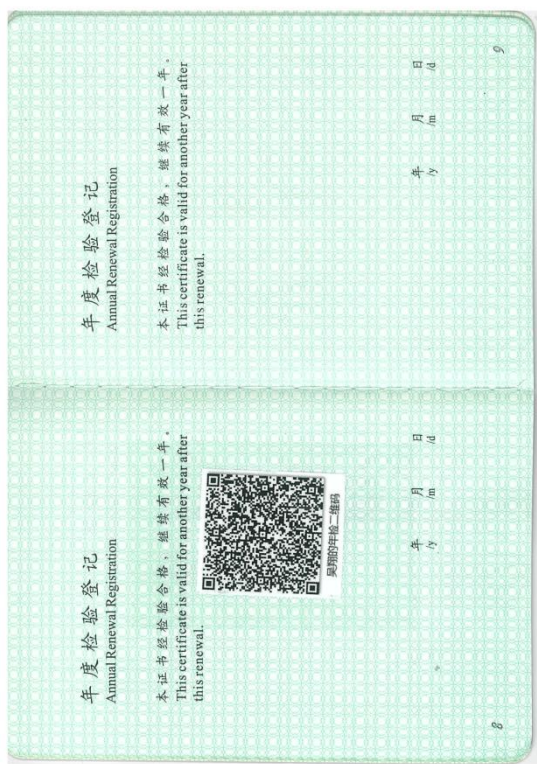 年度检验登记
Annual Renewal Registration
本证书经检验合格，继续有效一年。
This certificate is valid for another year after
this renewal.
吴翔的年检二维码
年 月 日
/y /m /d
8
年度检验登记
Annual Renewal Registration
本证书经检验合格，继续有效一年。
This certificate is valid for another year after
this renewal.
年 月 日
/y /m /d
9